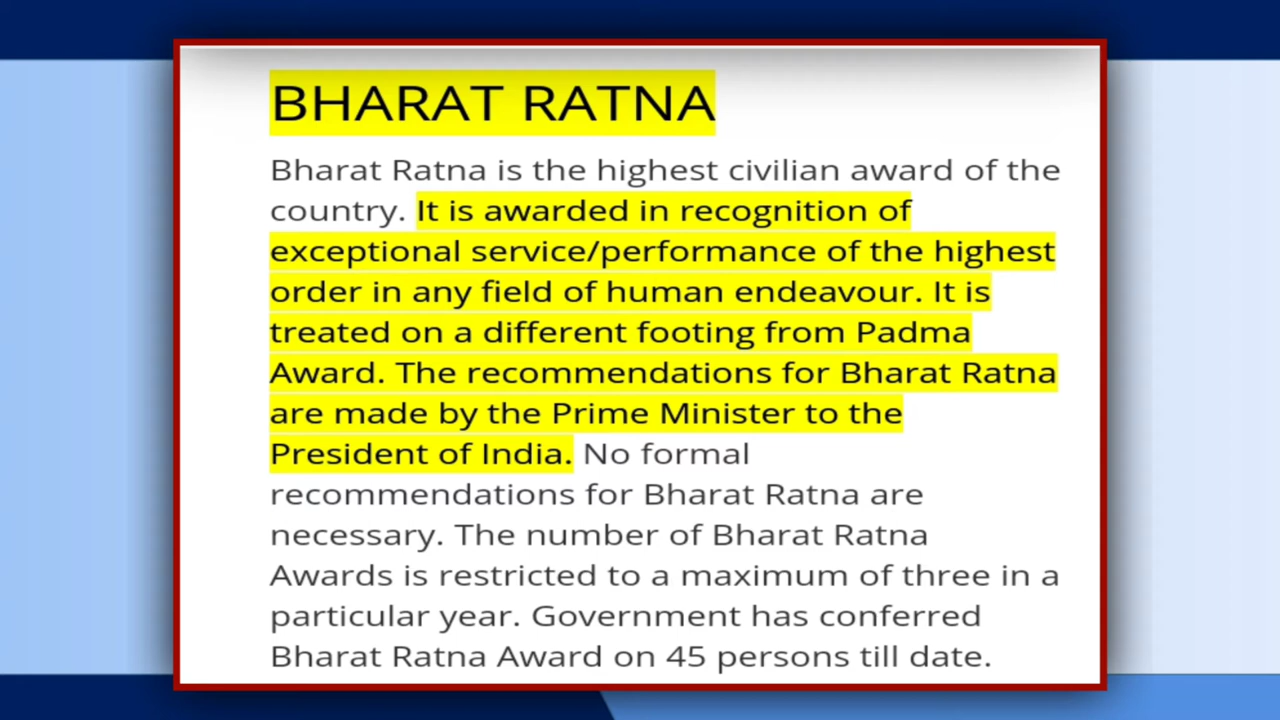 BHARAT RATNA
Bharat Ratna is the highest civilian award of the
country. It is awarded in recognition of
exceptional service/performance of the highest
order in any field of human endeavour. It is
treated on a different footing from Padma
Award. The recommendations for Bharat Ratna
are made by the Prime Minister to the
President of India. No formal
recommendations for Bharat Ratna are
necessary. The number of Bharat Ratna
Awards is restricted to a maximum of three in a
particular year. Government has conferred
Bharat Ratna Award on 45 persons till date.